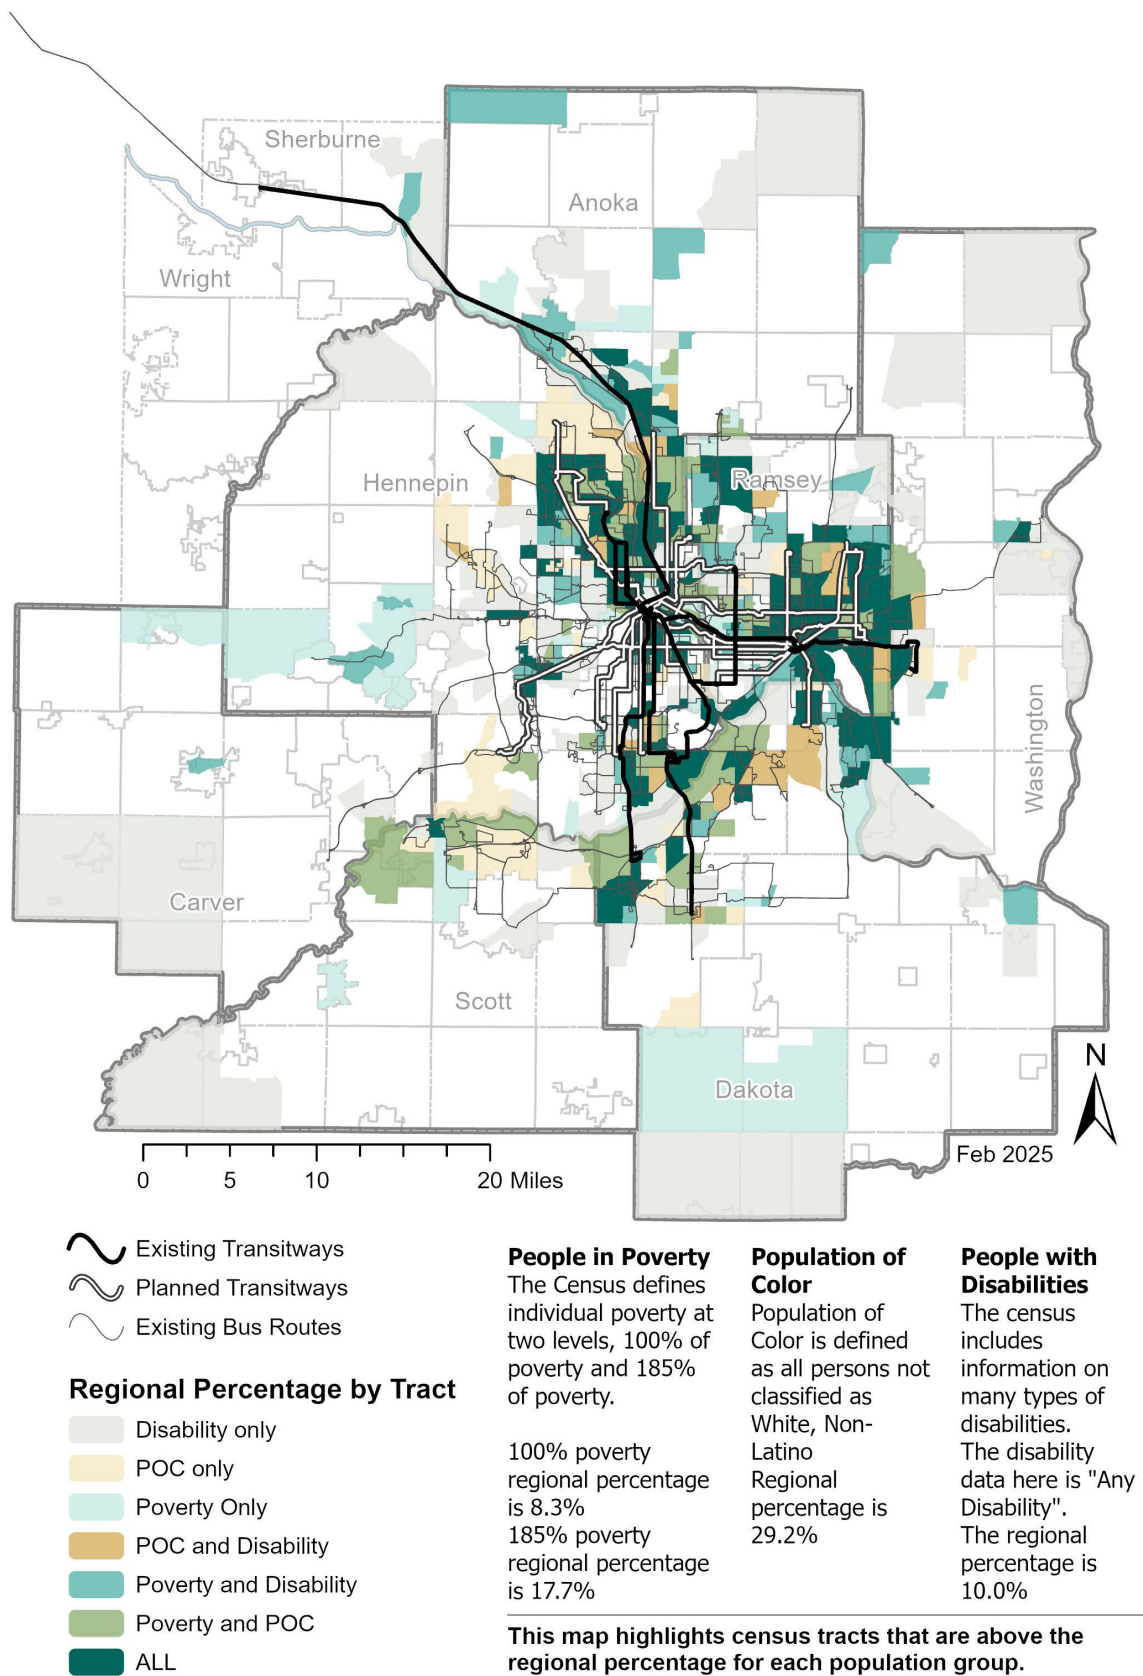 Sherburne
Anoka
Wright
Hennepin
Ramsey
Washington
Carver
Scott
Dakota
N
Feb 2025
0 5 10 20 Miles
Existing Transitways
Planned Transitways
Existing Bus Routes
Regional Percentage by Tract
Disability only
POC only
Poverty Only
POC and Disability
Poverty and Disability
Poverty and POC
ALL
People in Poverty
The Census defines
individual poverty at
two levels, 100% of
poverty and 185%
of poverty.
100% poverty
regional percentage
is 8.3%
185% poverty
regional percentage
is 17.7%
Population of
Color
Population of
Color is defined
as all persons not
classified as
White, Non-
Latino
Regional
percentage is
29.2%
People with
Disabilities
The census
includes
information on
many types of
disabilities.
The disability
data here is "Any
Disability".
The regional
percentage is
10.0%
This map highlights census tracts that are above the
regional percentage for each population group.